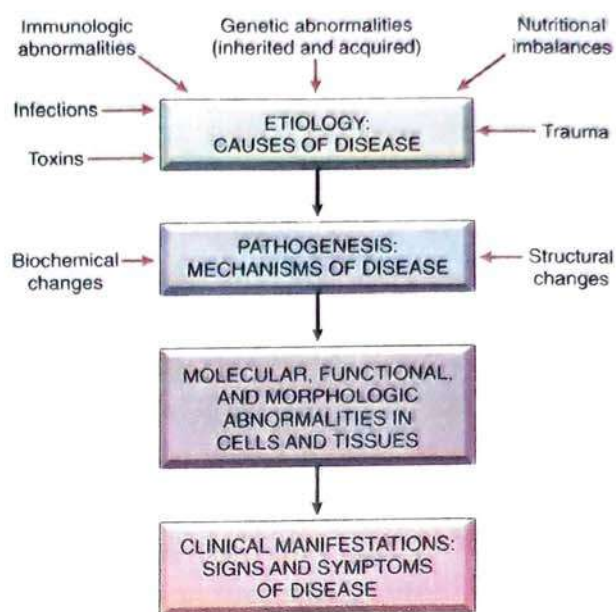 Immunologic
abnormalities
Genetic abnormalities
(inherited and acquired)
Nutritional
imbalances
Infections
Toxins
ETIOLOGY:
CAUSES OF DISEASE
Trauma
Biochemical
changes
PATHOGENESIS:
MECHANISMS OF DISEASE
Structural
changes
MOLECULAR, FUNCTIONAL,
AND MORPHOLOGIC
ABNORMALITIES IN
CELLS AND TISSUES
CLINICAL MANIFESTATIONS:
SIGNS AND SYMPTOMS
OF DISEASE